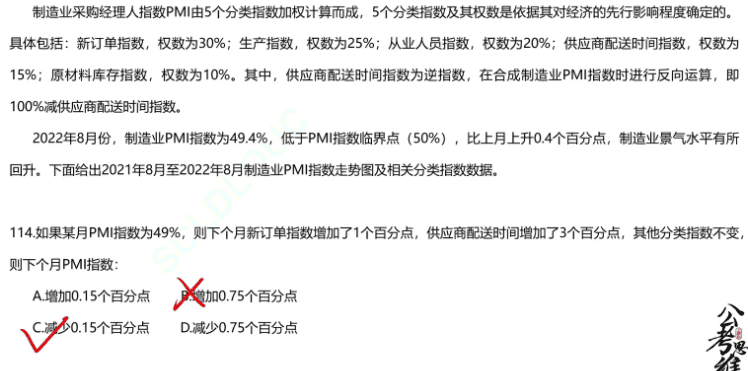 制造业采购经理人指数PMI由5个分类指数加权计算而成，5个分类指数及其权数是依据其对经济的先行影响程度确定的。
具体包括：新订单指数，权数为30%；生产指数，权数为25%；从业人员指数，权数为20%；供应商配送时间指数，权数为
15%；原材料库存指数，权数为10%。其中，供应商配送时间指数为逆指数，在合成制造业PMI指数时进行反向运算，即
100%减供应商配送时间指数。
2022年8月份，制造业PMI指数为49.4%，低于PMI指数临界点（50%），比上月上升0.4个百分点，制造业景气水平有所
回升。下面给出2021年8月至2022年8月制造业PMI指数走势图及相关分类指数数据。
114.如果某月PMI指数为49%，则下个月新订单指数增加了1个百分点，供应商配送时间增加了3个百分点，其他分类指数不变，
则下个月PMI指数：
A.增加0.15个百分点 B.增加0.75个百分点
C.减少0.15个百分点 D.减少0.75个百分点
公考思维